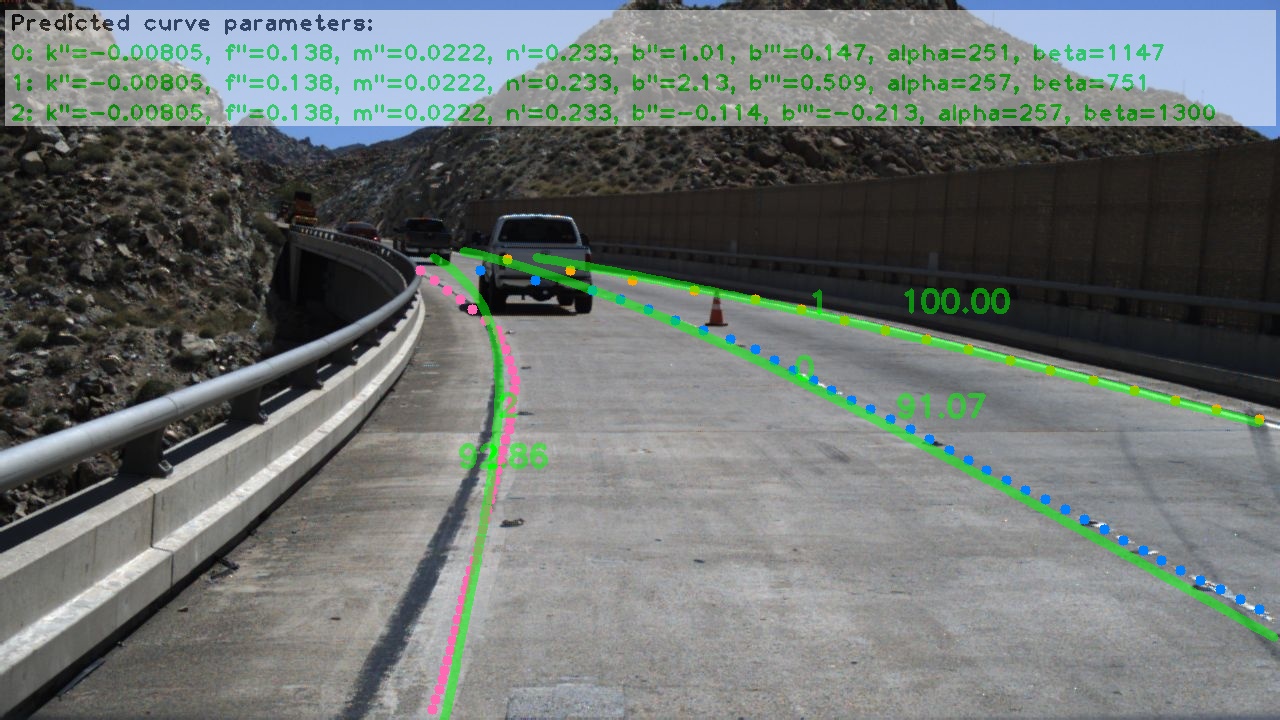 Predicted curve parameters:
0: k''=-0.00805, f''=0.138, m''=0.0222, n'=0.233, b''=1.01, b'''=0.147, alpha=251, beta=1147
1: k''=-0.00805, f''=0.138, m''=0.0222, n'=0.233, b''=2.13, b'''=0.509, alpha=257, beta=751
2: k''=-0.00805, f''=0.138, m''=0.0222, n'=0.233, b''=-0.114, b'''=-0.213, alpha=257, beta=1300
1 100.00
0
2 91.07
92.86